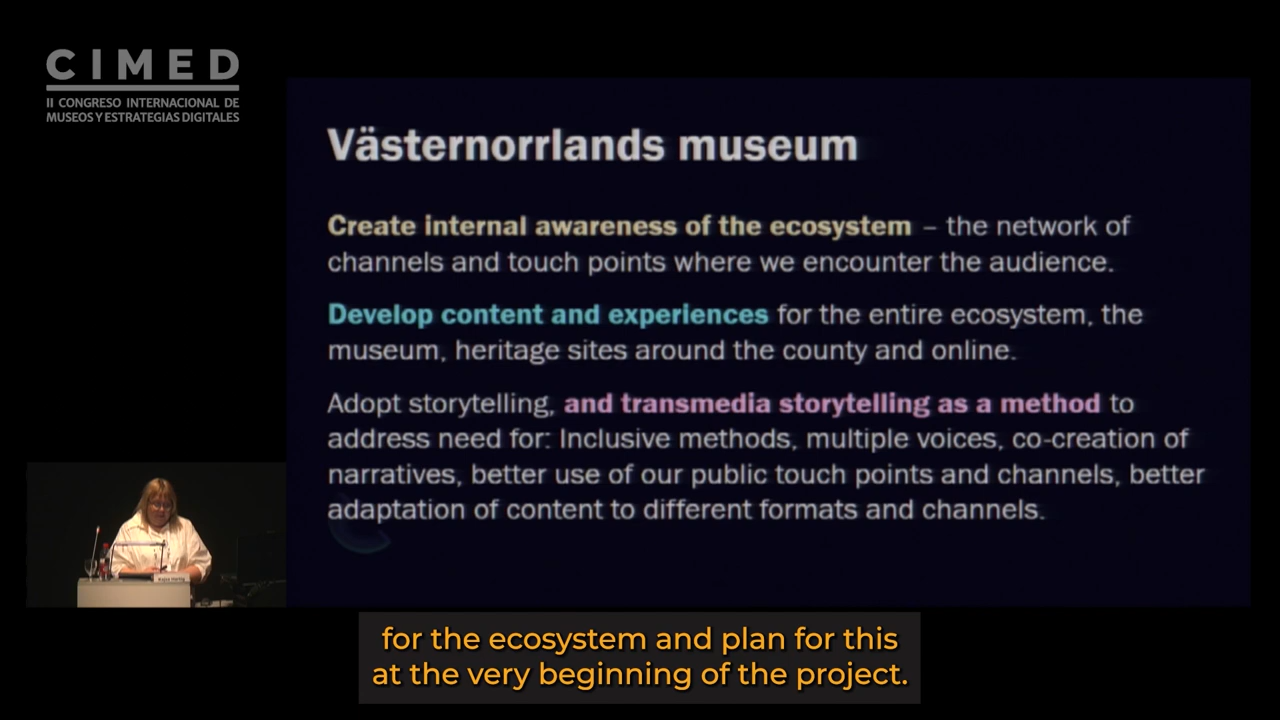 CIMED
II CONGRESO INTERNACIONAL DE
MUSEOS Y ESTRATEGIAS DIGITALES
Västernorrlands museum
Create internal awareness of the ecosystem – the network of
channels and touch points where we encounter the audience.
Develop content and experiences for the entire ecosystem, the
museum, heritage sites around the county and online.
Adopt storytelling, and transmedia storytelling as a method to
address need for: Inclusive methods, multiple voices, co-creation of
narratives, better use of our public touch points and channels, better
adaptation of content to different formats and channels.
for the ecosystem and plan for this
at the very beginning of the project.